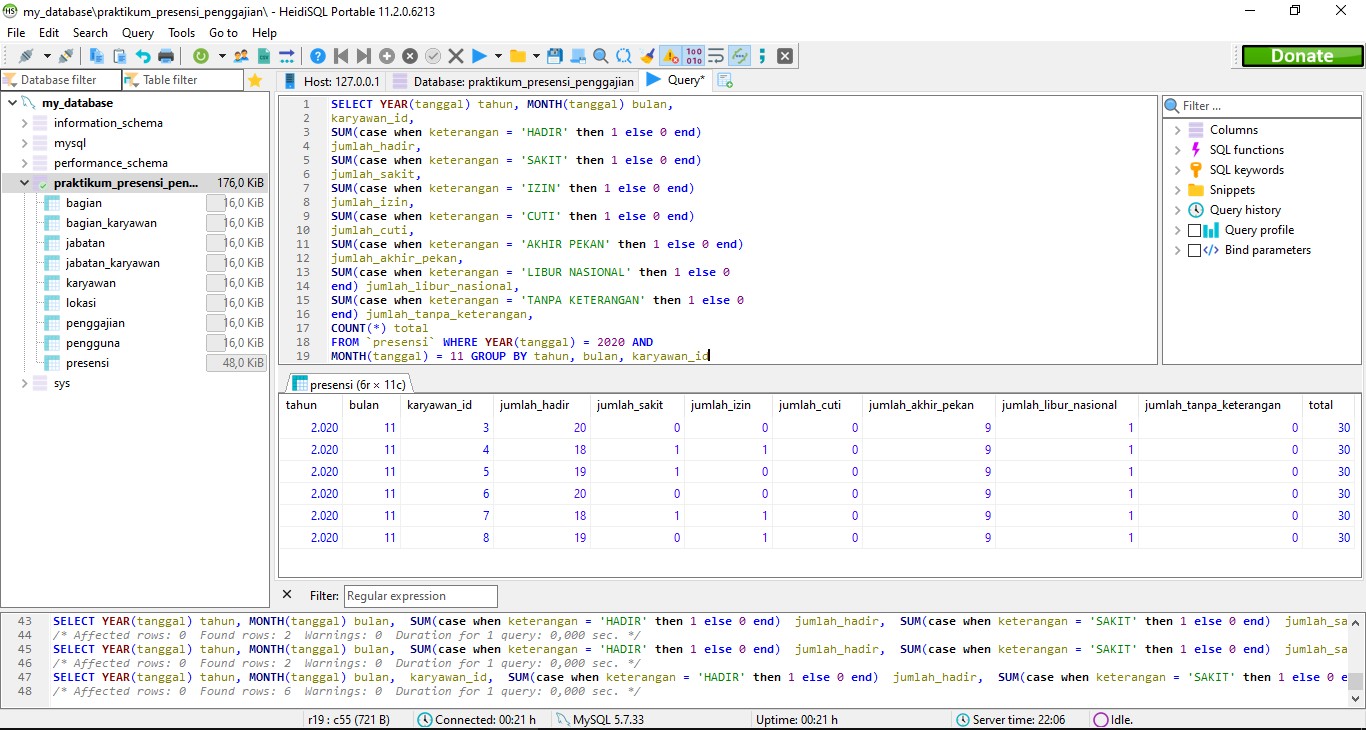 my_database\praktikum_presensi_penggajian\ - HeidiSQL Portable 11.2.0.6213
File Edit Search Query Tools Go to Help
Donate
Database filter Table filter
Host: 127.0.0.1 Database: praktikum_presensi_penggajian Query*
my_database
information_schema
mysql
performance_schema
praktikum_presensi_pen... 176,0 KiB
bagian 16,0 KiB
bagian_karyawan 16,0 KiB
jabatan 16,0 KiB
jabatan_karyawan 16,0 KiB
karyawan 16,0 KiB
lokasi 16,0 KiB
penggajian 16,0 KiB
pengguna 16,0 KiB
presensi 48,0 KiB
sys
1 SELECT YEAR(tanggal) tahun, MONTH(tanggal) bulan,
2 karyawan_id,
3 SUM(case when keterangan = 'HADIR' then 1 else 0 end)
4 jumlah_hadir,
5 SUM(case when keterangan = 'SAKIT' then 1 else 0 end)
6 jumlah_sakit,
7 SUM(case when keterangan = 'IZIN' then 1 else 0 end)
8 jumlah_izin,
9 SUM(case when keterangan = 'CUTI' then 1 else 0 end)
10 jumlah_cuti,
11 SUM(case when keterangan = 'AKHIR PEKAN' then 1 else 0 end)
12 jumlah_akhir_pekan,
13 SUM(case when keterangan = 'LIBUR NASIONAL' then 1 else 0
14 end) jumlah_libur_nasional,
15 SUM(case when keterangan = 'TANPA KETERANGAN' then 1 else 0
16 end) jumlah_tanpa_keterangan,
17 COUNT(*) total
18 FROM `presensi` WHERE YEAR(tanggal) = 2020 AND
19 MONTH(tanggal) = 11 GROUP BY tahun, bulan, karyawan_id
Filter ...
Columns
SQL functions
SQL keywords
Snippets
Query history
Query profile
Bind parameters
presensi (6r × 11c)
tahun bulan karyawan_id jumlah_hadir jumlah_sakit jumlah_izin jumlah_cuti jumlah_akhir_pekan jumlah_libur_nasional jumlah_tanpa_keterangan total
2.020 11 3 20 0 0 0 9 1 0 30
2.020 11 4 18 1 1 0 9 1 0 30
2.020 11 5 19 1 0 0 9 1 0 30
2.020 11 6 20 0 0 0 9 1 0 30
2.020 11 7 18 1 1 0 9 1 0 30
2.020 11 8 19 0 1 0 9 1 0 30
Filter: Regular expression
43 SELECT YEAR(tanggal) tahun, MONTH(tanggal) bulan, SUM(case when keterangan = 'HADIR' then 1 else 0 end) jumlah_hadir, SUM(case when keterangan = 'SAKIT' then 1 else 0 end) jumlah_sa
44 /* Affected rows: 0 Found rows: 2 Warnings: 0 Duration for 1 query: 0,000 sec. */
45 SELECT YEAR(tanggal) tahun, MONTH(tanggal) bulan, SUM(case when keterangan = 'HADIR' then 1 else 0 end) jumlah_hadir, SUM(case when keterangan = 'SAKIT' then 1 else 0 end) jumlah_sa
46 /* Affected rows: 0 Found rows: 2 Warnings: 0 Duration for 1 query: 0,000 sec. */
47 SELECT YEAR(tanggal) tahun, MONTH(tanggal) bulan, karyawan_id, SUM(case when keterangan = 'HADIR' then 1 else 0 end) jumlah_hadir, SUM(case when keterangan = 'SAKIT' then 1 else 0 e
48 /* Affected rows: 0 Found rows: 6 Warnings: 0 Duration for 1 query: 0,000 sec. */
r19 : c55 (721 B) Connected: 00:21 h MySQL 5.7.33 Uptime: 00:21 h Server time: 22:06 Idle.